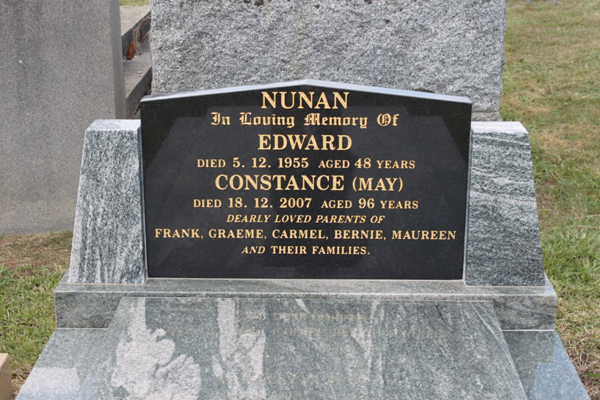 NUNAN
In Loving Memory Of
EDWARD
DIED 5. 12. 1955 AGED 48 YEARS
CONSTANCE (MAY)
DIED 18. 12. 2007 AGED 96 YEARS
DEARLY LOVED PARENTS OF
FRANK, GRAEME, CARMEL, BERNIE, MAUREEN
AND THEIR FAMILIES.